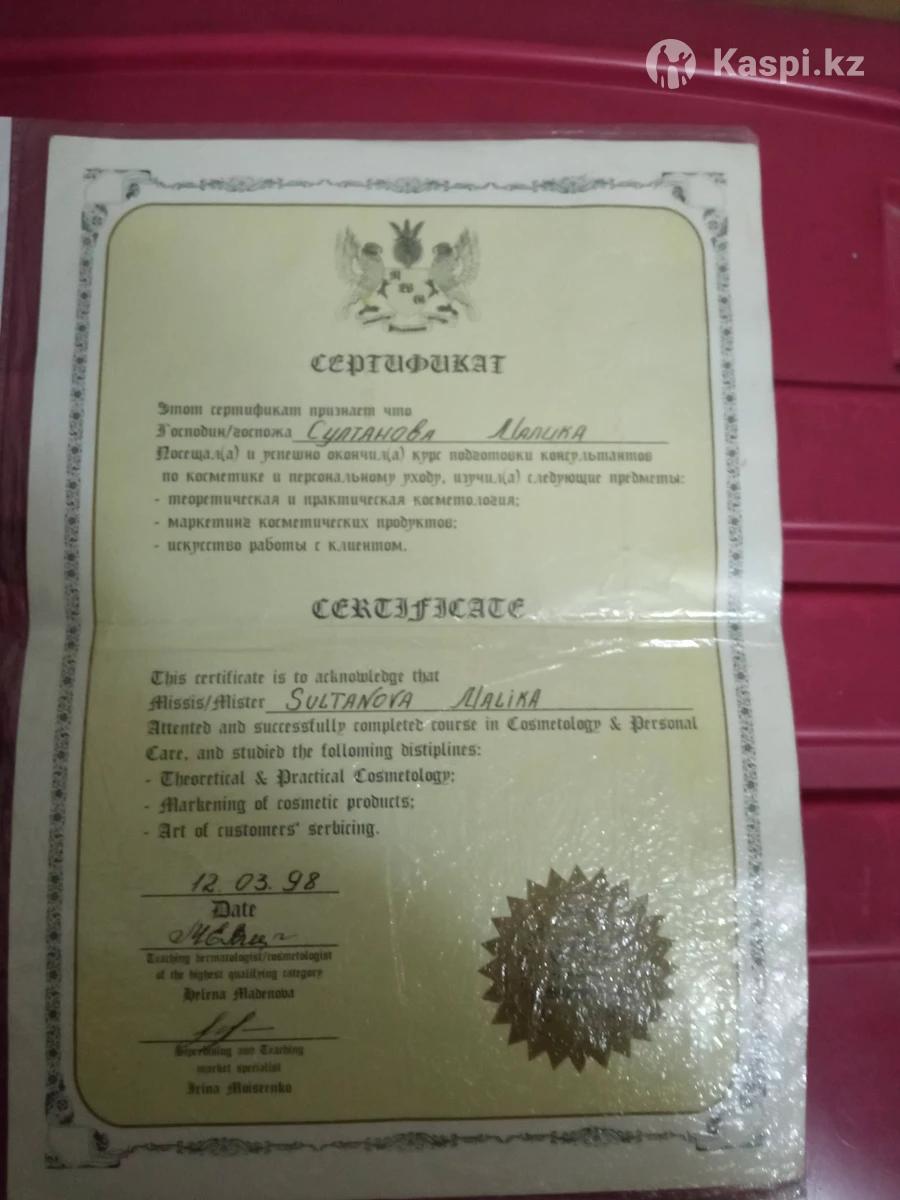 Kaspi.kz
СЕРТИФИКАТ
Этот сертификат признает что
Господин/госпожа СУЛТАНОВА МАЛИКА
Посещал(а) и успешно окончил(а) курс подготовки консультантов
по косметике и персональному уходу, изучил(а) следующие предметы:
- теоретическая и практическая косметология;
- маркетинг косметических продуктов;
- искусство работы с клиентом.
CERTIFICATE
This certificate is to acknowledge that
Missis/Mister SULTANOVA MALIKA
Attented and successfully completed course in Cosmetology & Personal
Care, and studied the following distiplines:
- Theoretical & Practical Cosmetology;
- Markening of cosmetic products;
- Art of customers' serbicing.
12.03.98
Date
Teaching dermatologist/cosmetologist
of the highest qualifying category
Helena Madenova
and Teaching
market specialist
Irina Moiseenko